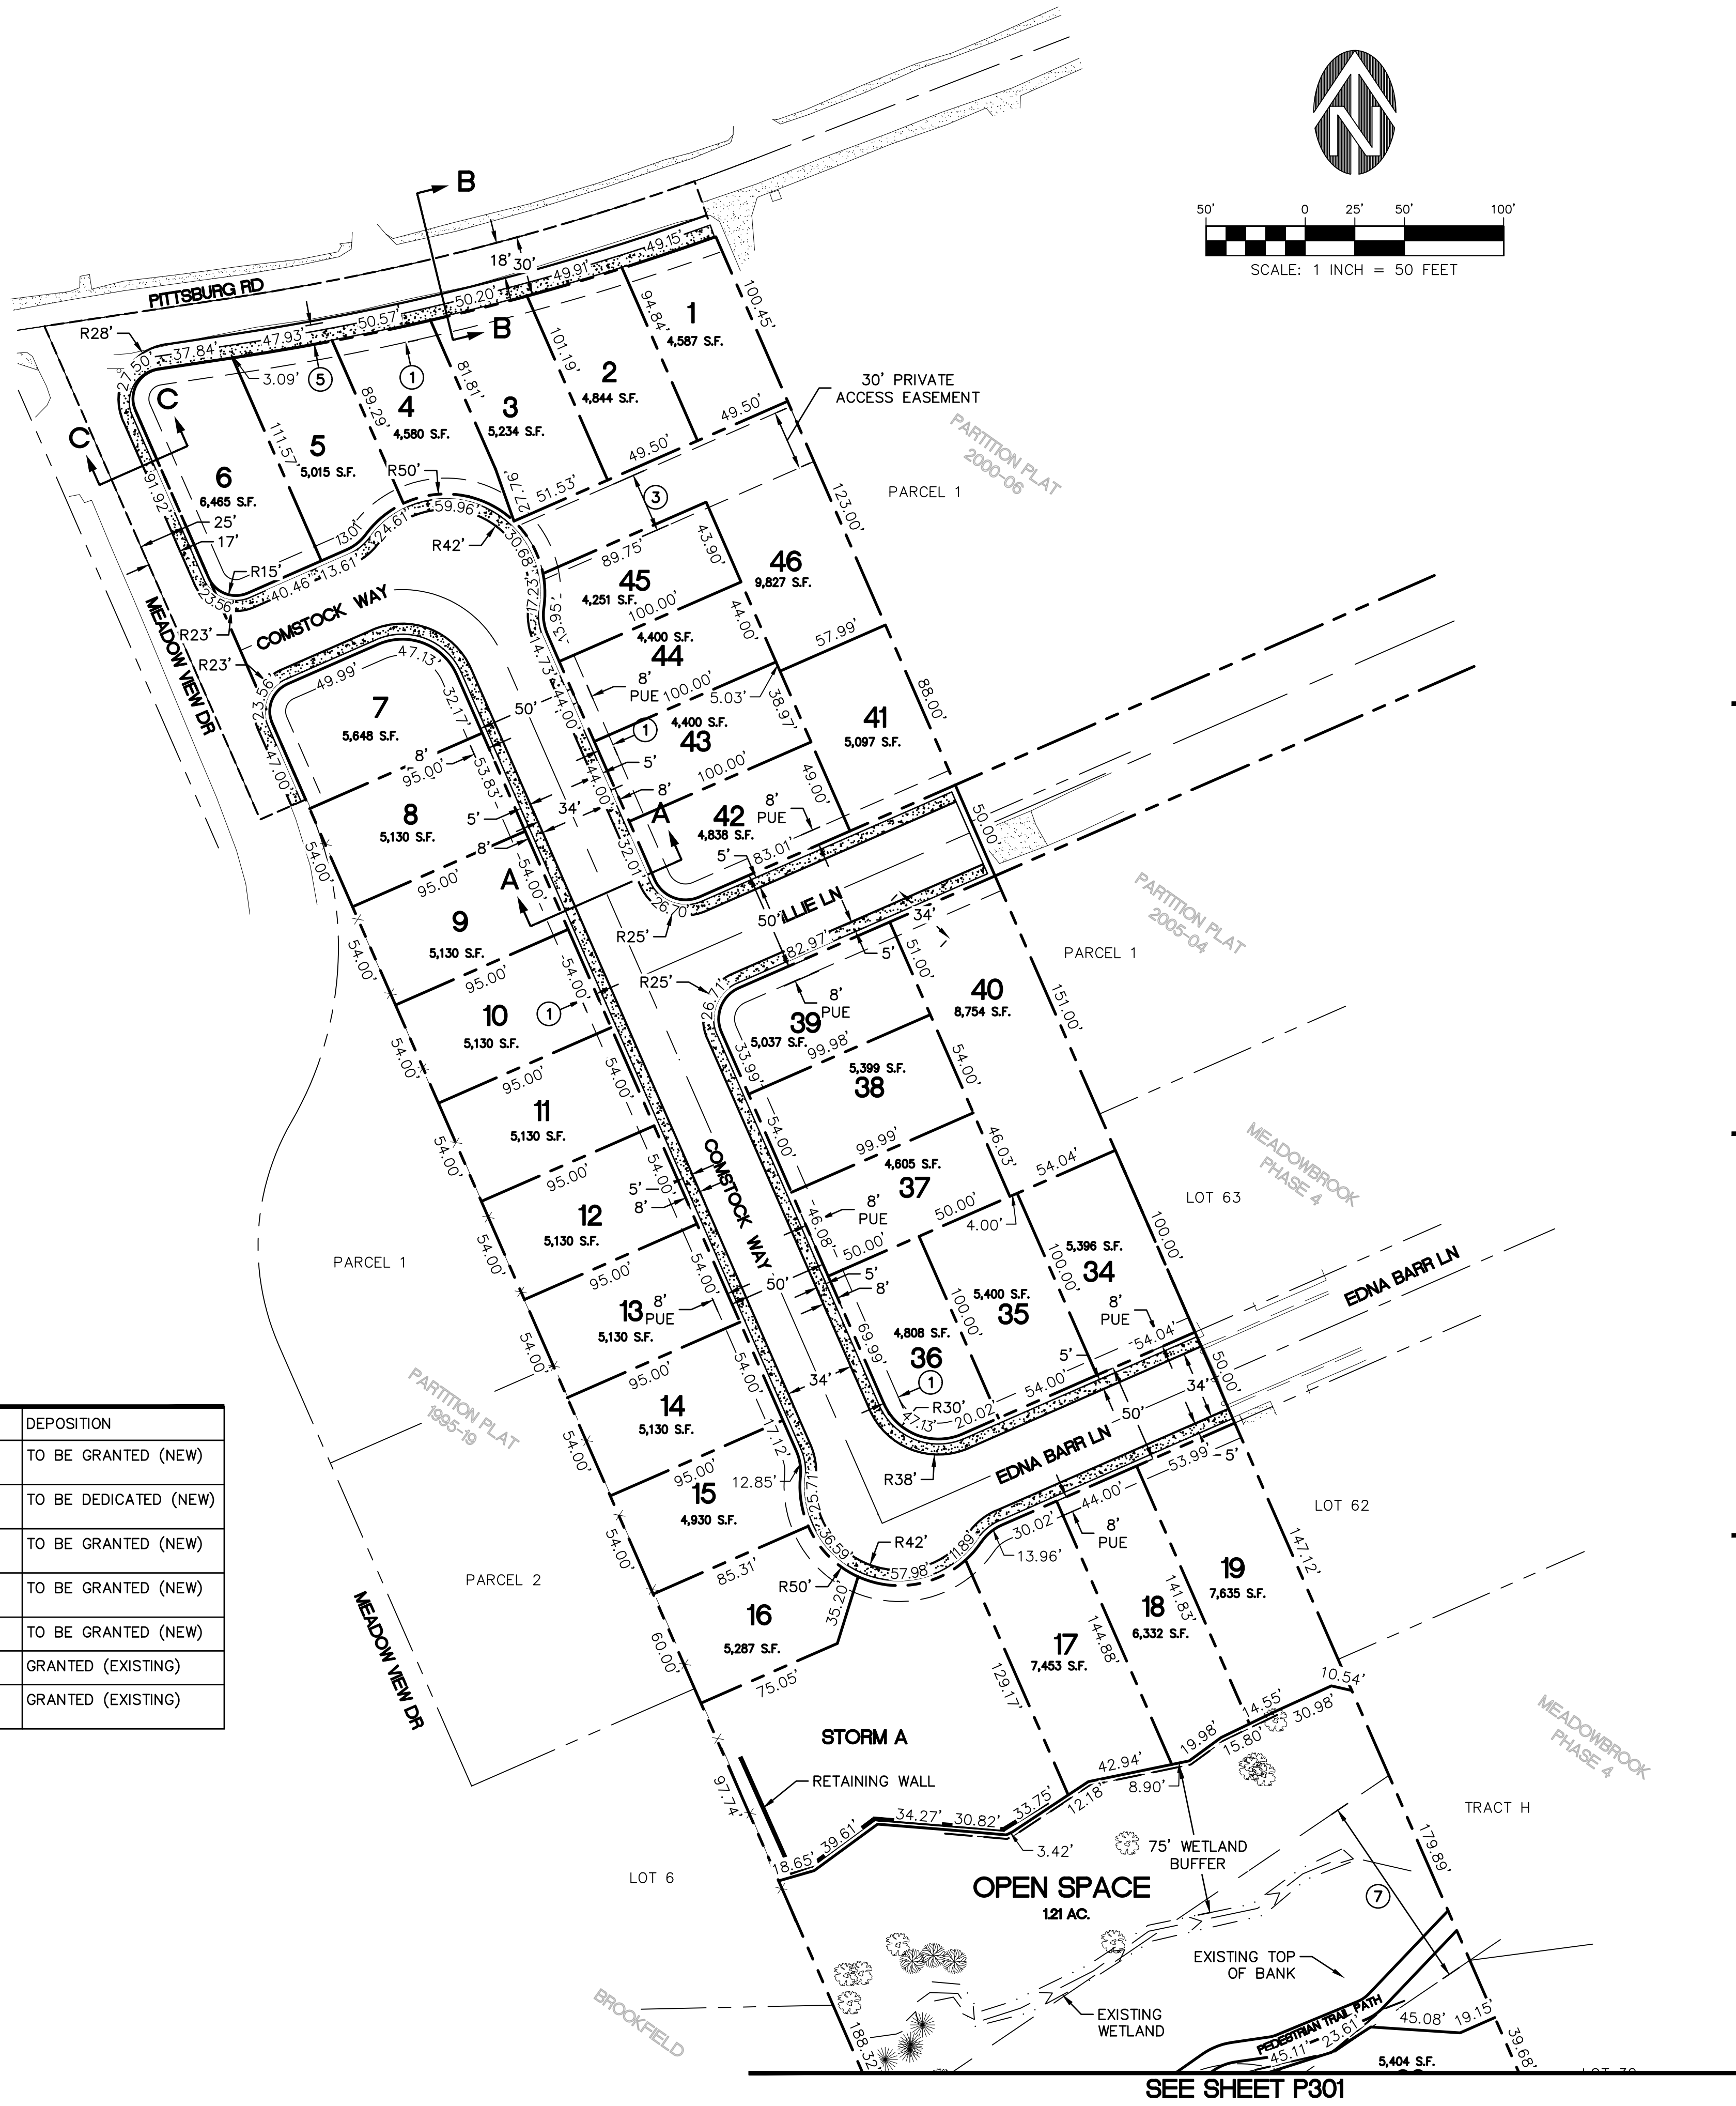 B
50' 0 25' 50' 100'
SCALE: 1 INCH = 50 FEET
18' 30'
49.15'
49.91'
50.20'
50.57'
47.93'
37.84'
27.50'
PITTSBURG RD
R28'
3.09'
5
1
B
C
C
1
4,587 S.F.
94.84'
100.45'
2
4,844 S.F.
101.19'
3
5,234 S.F.
81.81'
4
4,580 S.F.
89.29'
5
5,015 S.F.
111.57'
6
6,465 S.F.
91.92'
25'
17'
30' PRIVATE
ACCESS EASEMENT
PARTITION PLAT
2000-06
PARCEL 1
49.50'
49.50'
51.53'
27.76'
3
R50'
R42'
59.96'
24.61'
13.01'
30.68'
17.23'
13.95'
14.73'
R15'
40.46'
13.61'
23.56'
R23'
R23'
COMSTOCK WAY
MEADOW VIEW DR
123.00'
43.90'
89.75'
46
9,827 S.F.
45
4,251 S.F.
100.00'
4,400 S.F.
44
44.00'
57.99'
8'
PUE
100.00'
5.03'
4,400 S.F.
43
38.97'
41
5,097 S.F.
88.00'
49.99'
47.13'
23.56'
47.00'
32.17'
7
5,648 S.F.
50'
44.00'
1
5'
8'
44.00'
100.00'
49.00'
42
4,838 S.F.
8'
PUE
8'
95.00'
53.83'
8
5,130 S.F.
5'
34'
8'
A
A
32.01'
5'
83.01'
26.70'
R25'
50.00'
50'
LLIE LN
34'
82.97'
5'
54.00'
95.00'
54.00'
9
5,130 S.F.
54.00'
95.00'
54.00'
10
5,130 S.F.
1
R25'
26.71'
8'
PUE
39
5,037 S.F.
99.98'
33.99'
51.00'
40
8,754 S.F.
151.00'
PARTITION PLAT
2005-04
PARCEL 1
5,399 S.F.
38
54.00'
54.00'
99.99'
4,605 S.F.
37
46.03'
54.04'
54.00'
95.00'
54.00'
11
5,130 S.F.
54.00'
95.00'
54.00'
5'
8'
12
5,130 S.F.
COMSTOCK WAY
46.08'
8'
PUE
50.00'
50.00'
4.00'
MEADOWBROOK
PHASE 4
LOT 63
100.00'
5,396 S.F.
34
100.00'
5,400 S.F.
35
100.00'
4,808 S.F.
36
1
69.99'
5'
8'
50'
PARCEL 1
54.00'
95.00'
54.00'
13
5,130 S.F.
8'
PUE
54.00'
95.00'
54.00'
14
5,130 S.F.
34'
8'
PUE
5'
54.04'
54.00'
20.02'
47.13'
R30'
R38'
50'
34'
50.00'
EDNA BARR LN
EDNA BARR LN
PARTITION PLAT
1995-19
54.00'
95.00'
17.12'
12.85'
25.71'
15
4,930 S.F.
54.00'
36.59'
R42'
R50'
57.98'
11.89'
13.96'
30.02'
44.00'
53.99'
5'
8'
PUE
85.31'
35.20'
16
5,287 S.F.
60.00'
75.05'
PARCEL 2
MEADOW VIEW DR
17
7,453 S.F.
129.17'
144.88'
18
6,332 S.F.
141.83'
19
7,635 S.F.
147.12'
LOT 62
10.54'
DEPOSITION
TO BE GRANTED (NEW)
TO BE DEDICATED (NEW)
TO BE GRANTED (NEW)
TO BE GRANTED (NEW)
TO BE GRANTED (NEW)
GRANTED (EXISTING)
GRANTED (EXISTING)
STORM A
RETAINING WALL
97.74'
18.65'
39.61'
34.27'
30.82'
33.75'
3.42'
12.18'
42.94'
8.90'
19.98'
15.80'
14.55'
30.98'
MEADOWBROOK
PHASE 4
TRACT H
LOT 6
75' WETLAND
BUFFER
OPEN SPACE
1.21 AC.
7
179.89'
EXISTING TOP
OF BANK
EXISTING
WETLAND
PEDESTRIAN TRAIL PATH
45.11'
23.61'
45.08'
19.15'
39.68'
BROOKFIELD
188.32'
5,404 S.F.
SEE SHEET P301